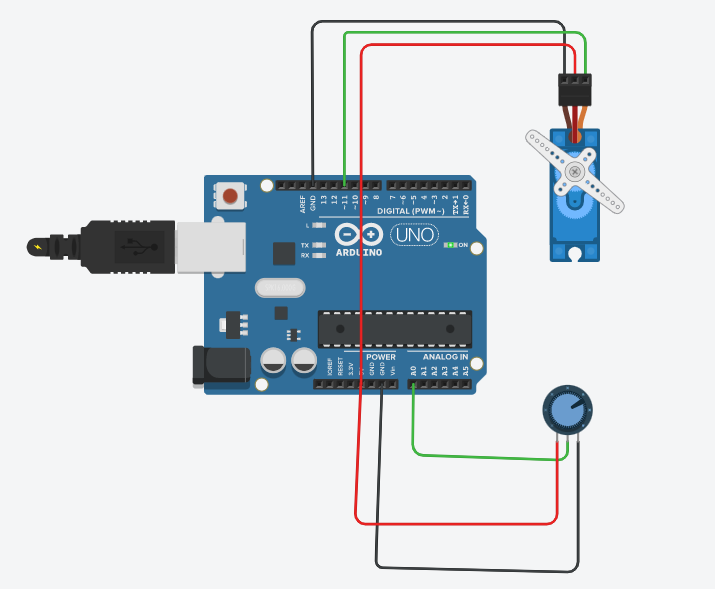 AREF
GND
13
12
~11
~10
~9
8
7
~6
~5
4
~3
2
TX→1
RX←0
DIGITAL (PWM~)
L
TX
RX
UNO
ON
ARDUINO
POWER
ANALOG IN
IOREF
RESET
3.3V
GND
GND
Vin
A0
A1
A2
A3
A4
A5